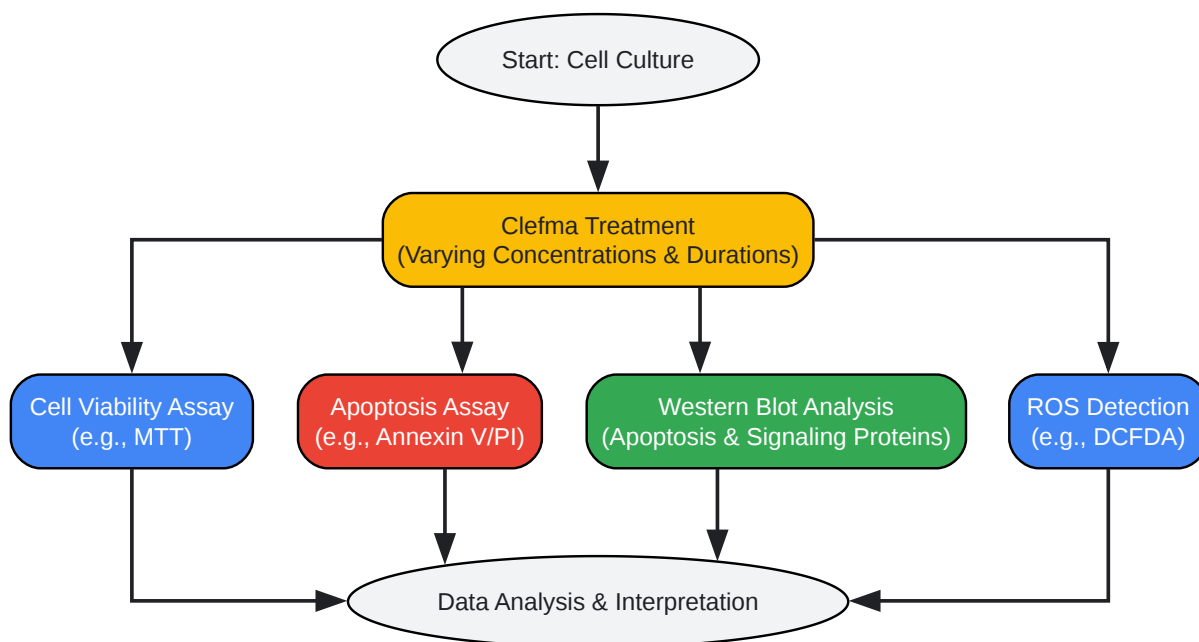 Start: Cell Culture
Clefma Treatment
(Varying Concentrations & Durations)
Cell Viability Assay
(e.g., MTT)
Apoptosis Assay
(e.g., Annexin V/PI)
Western Blot Analysis
(Apoptosis & Signaling Proteins)
ROS Detection
(e.g., DCFDA)
Data Analysis & Interpretation